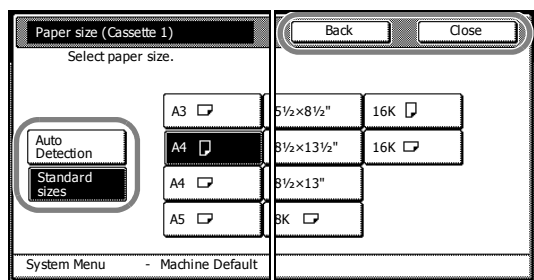 Paper size (Cassette 1)
Back
Close
Select paper size.
A3
5½×8½"
16K
Auto
Detection
A4
8½×13½"
16K
Standard
sizes
A4
8½×13"
A5
8K
System Menu - Machine Default